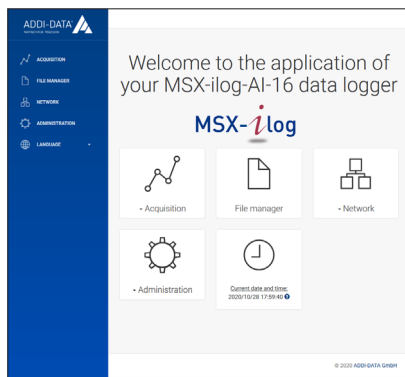 ADDI-DATA
ACQUISITION
FILE MANAGER
NETWORK
ADMINISTRATION
LANGUAGE
Welcome to the application of
your MSX-ilog-AI-16 data logger
MSX-ilog
- Acquisition
File manager
- Network
- Administration
Current date and time:
2020/10/28 17:59:40
© 2020 ADDI-DATA GmbH